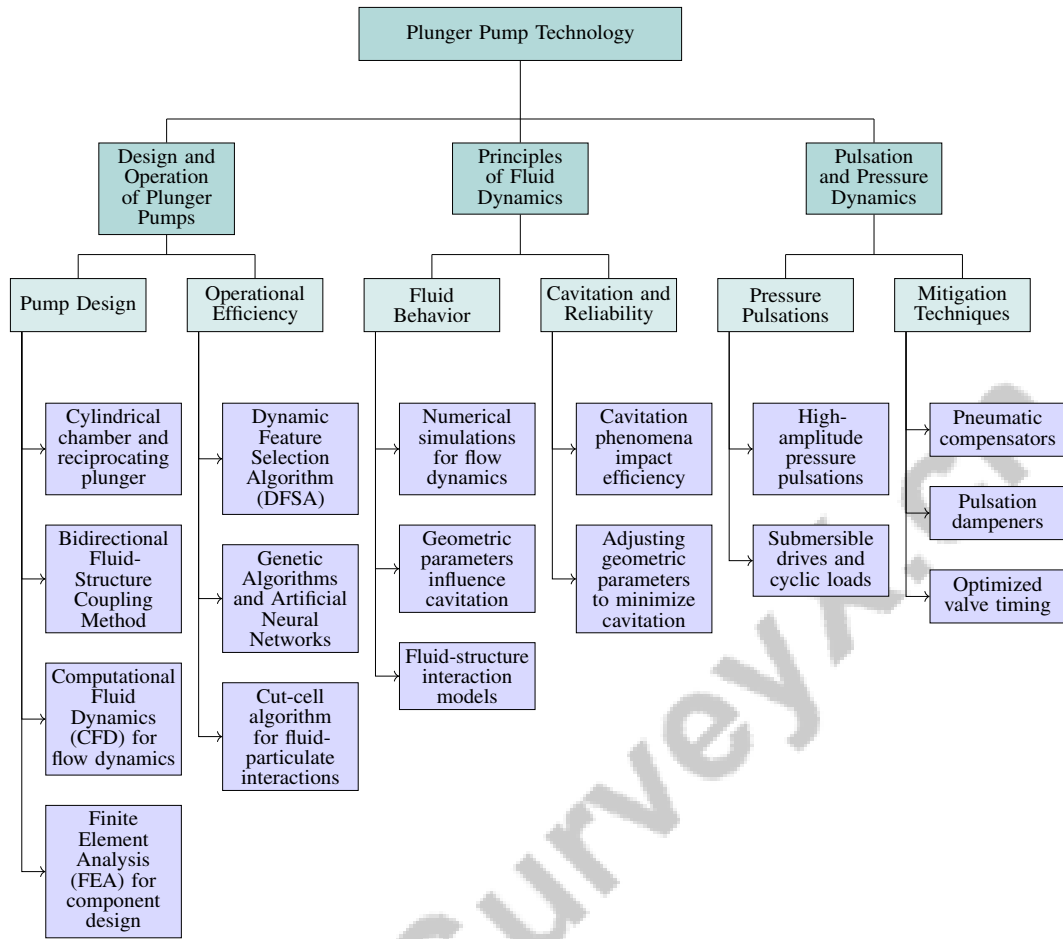 Plunger Pump Technology
Design and
Operation
of Plunger
Pumps
Principles
of Fluid
Dynamics
Pulsation
and Pressure
Dynamics
Pump Design
Operational
Efficiency
Fluid
Behavior
Cavitation and
Reliability
Pressure
Pulsations
Mitigation
Techniques
Cylindrical
chamber and
reciprocating
plunger
Bidirectional
Fluid-
Structure
Coupling
Method
Computational
Fluid
Dynamics
(CFD) for
flow dynamics
Finite
Element
Analysis
(FEA) for
component
design
Dynamic
Feature
Selection
Algorithm
(DFSA)
Genetic
Algorithms
and Artificial
Neural
Networks
Cut-cell
algorithm
for fluid-
particulate
interactions
Numerical
simulations
for flow
dynamics
Geometric
parameters
influence
cavitation
Fluid-structure
interaction
models
Cavitation
phenomena
impact
efficiency
Adjusting
geometric
parameters
to minimize
cavitation
High-
amplitude
pressure
pulsations
Submersible
drives and
cyclic loads
Pneumatic
compensators
Pulsation
dampeners
Optimized
valve timing